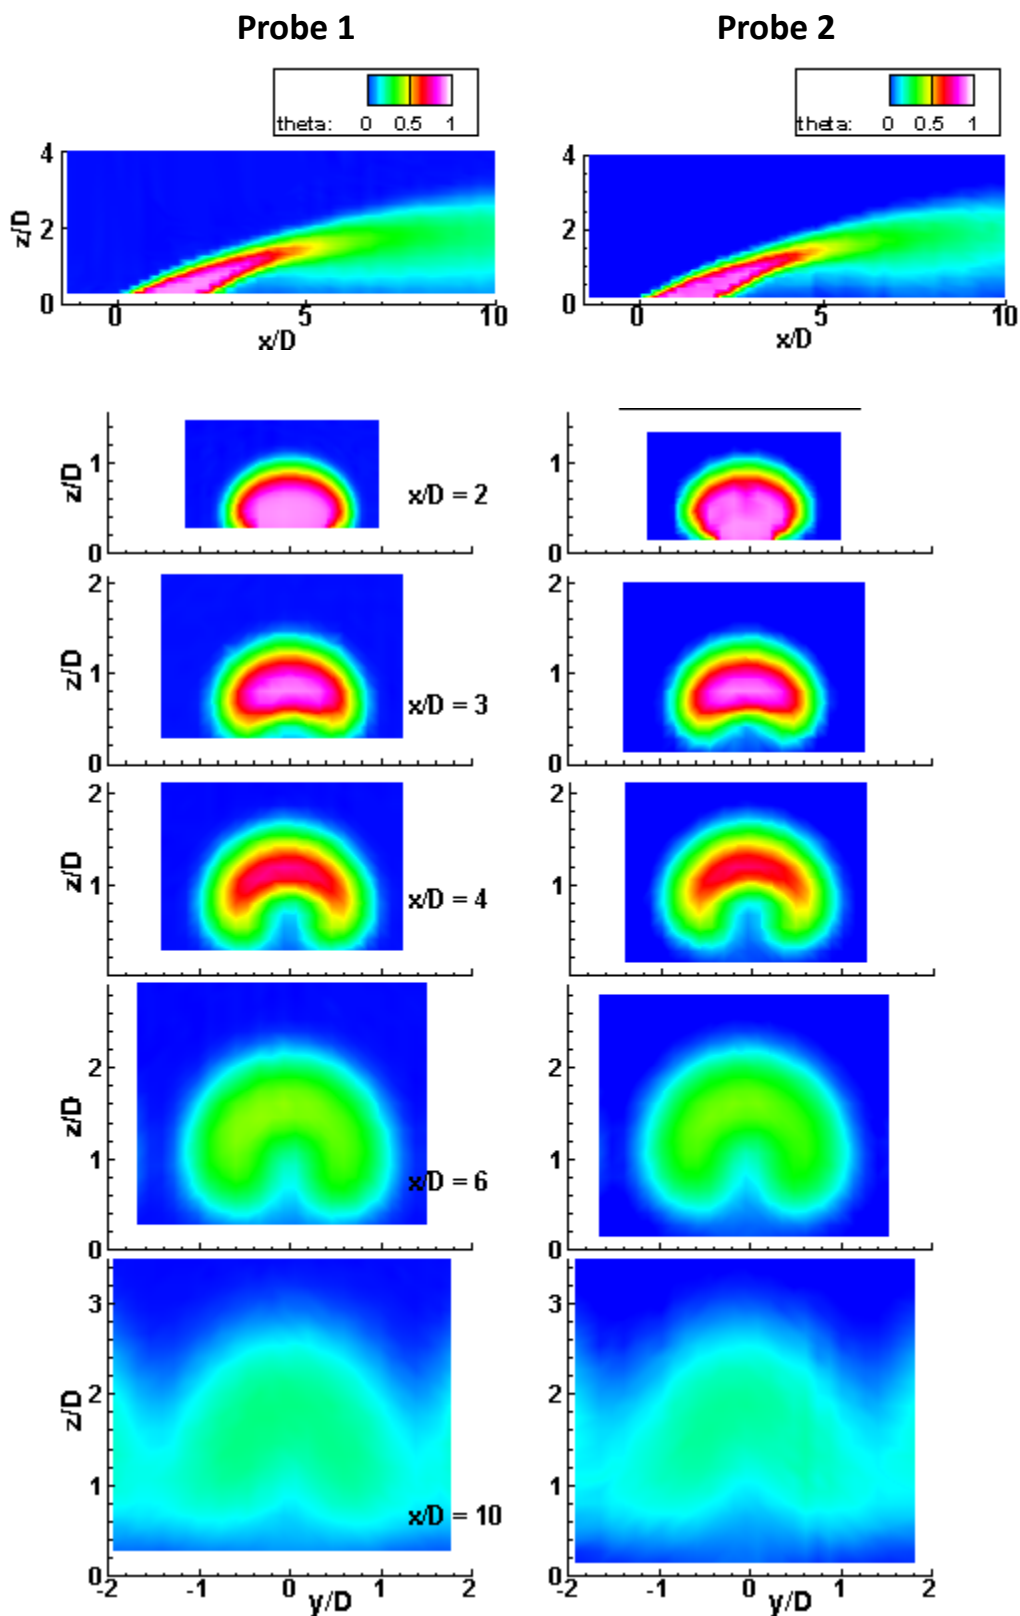 Probe 1 Probe 2
theta: 0 0.5 1 theta: 0 0.5 1
4 4
z/D 2 2
0 0
0 5 10 0 5 10
x/D x/D
z/D 1 x/D = 2 1
0 0
2 2
z/D 1 x/D = 3 1
0 0
2 2
z/D 1 x/D = 4 1
2 2
z/D 1 x/D = 6 1
0 0
3 3
z/D 2 2
1 x/D = 10 1
0 0
-2 -1 0 1 2 -2 -1 0 1 2
y/D y/D